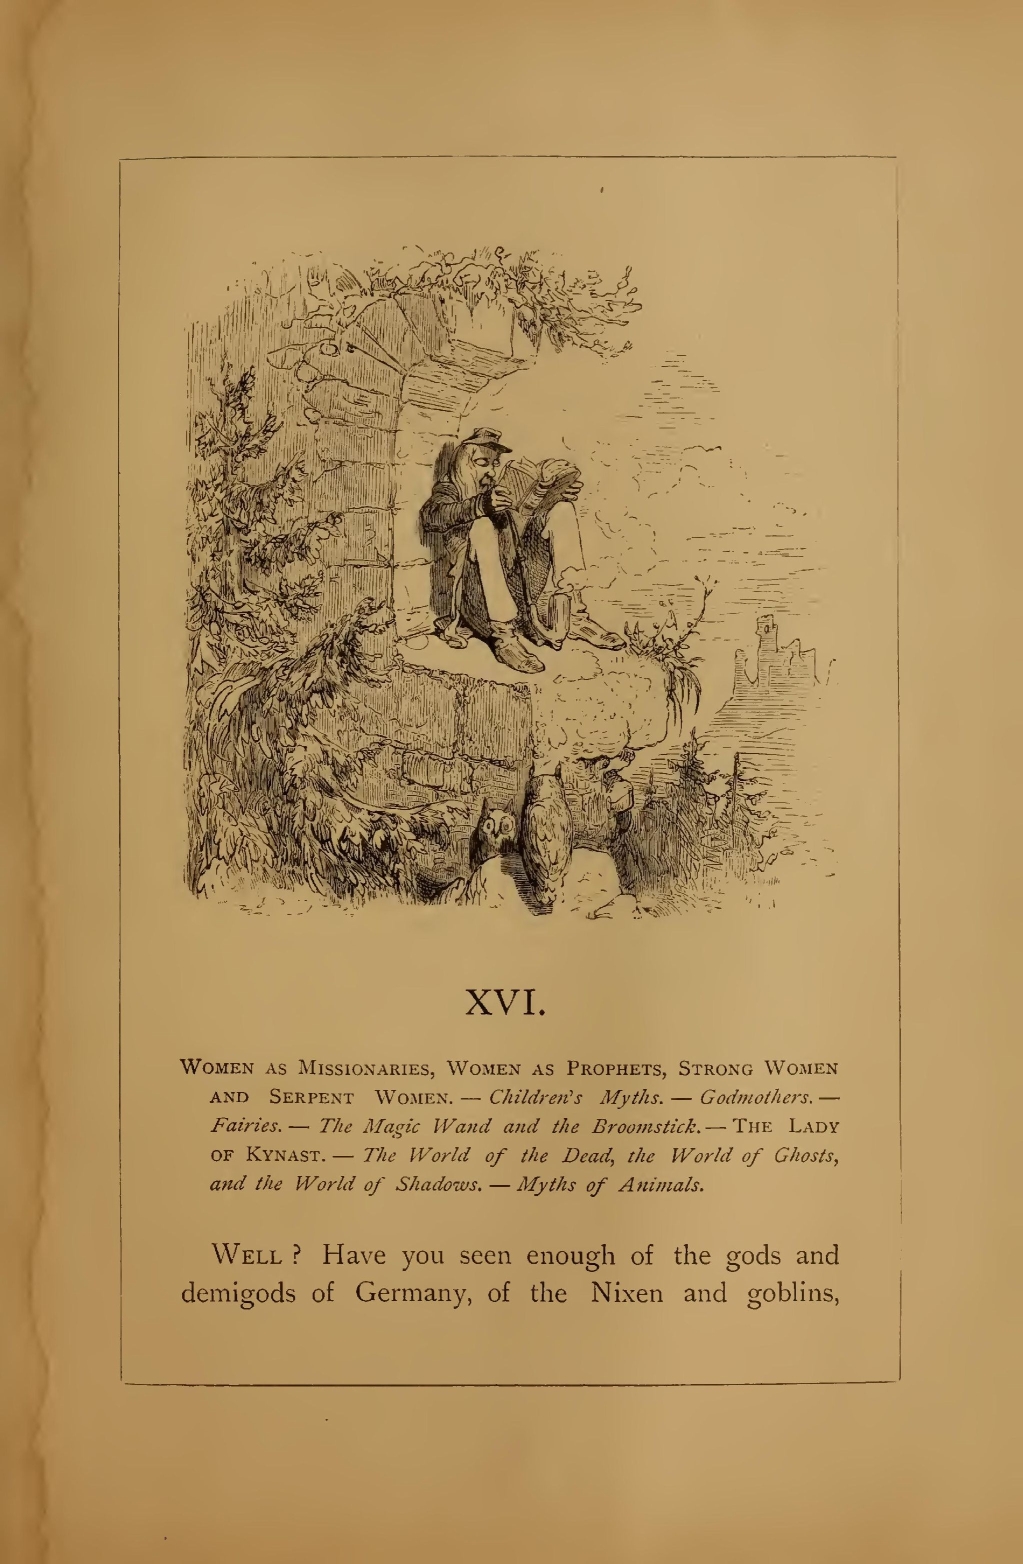 XVI.
Women as Missionaries, Women as Prophets, Strong Women
and Serpent Women. — Children's Myths. — Godmothers. —
Fairies. — The Magic Wand and the Broomstick. — The Lady
of Kynast. — The World of the Dead, the World of Ghosts,
and the World of Shadows. — Myths of Animals.
Well ? Have you seen enough of the gods and
demigods of Germany, of the Nixen and goblins,